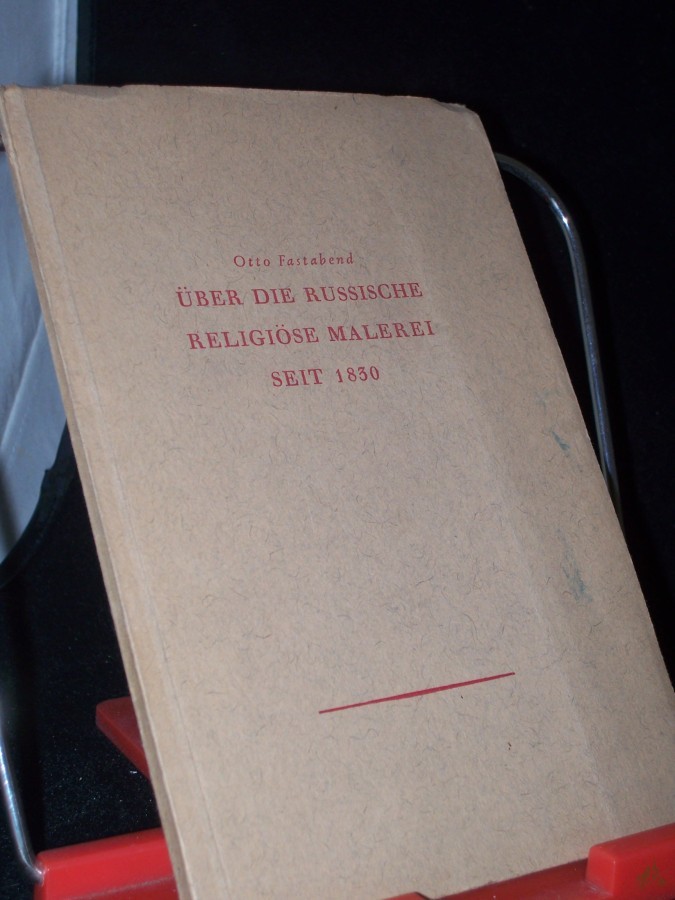 Otto Fastabend
ÜBER DIE RUSSISCHE
RELIGIÖSE MALEREI
SEIT 1830